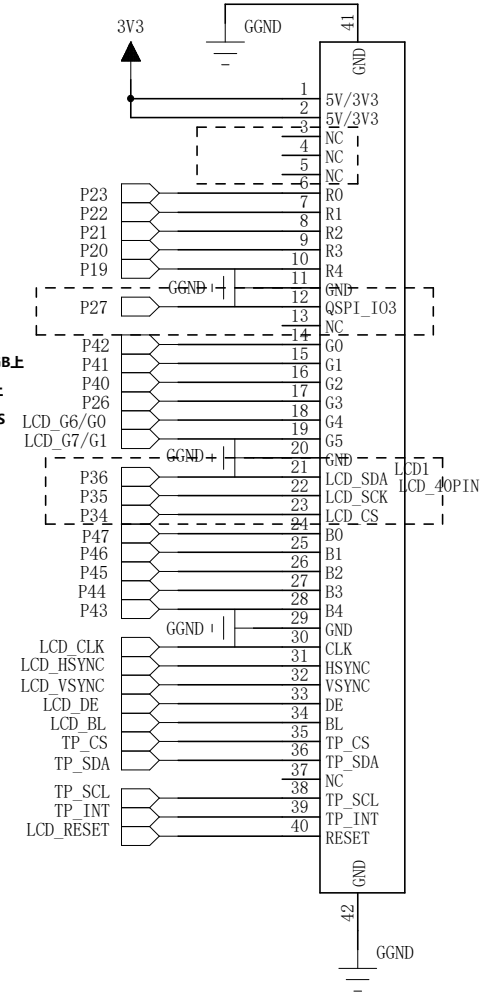 GGND
41
GND
3V3
1
5V/3V3
2
5V/3V3
3
NC
4
NC
5
NC
P23
6
R0
P22
7
R1
P21
8
R2
P20
9
R3
P19
10
R4
GGND
11
GND
P27
12
QSPI_IO3
13
NC
P42
14
G0
B上
P41
15
G1
P40
16
G2
上
P26
17
G3
S
LCD_G6/G0
18
G4
LCD_G7/G1
19
G5
GGND
20
GND
LCD1
P36
21
LCD_SDA
LCD_40PIN
P35
22
LCD_SCK
P34
23
LCD_CS
P47
24
B0
P46
25
B1
P45
26
B2
P44
27
B3
P43
28
B4
GGND
29
GND
LCD_CLK
30
CLK
LCD_HSYNC
31
HSYNC
LCD_VSYNC
32
VSYNC
LCD_DE
33
DE
LCD_BL
34
BL
TP_CS
35
TP_CS
TP_SDA
36
TP_SDA
37
NC
TP_SCL
38
TP_SCL
TP_INT
39
TP_INT
LCD_RESET
40
RESET
GND
42
GGND